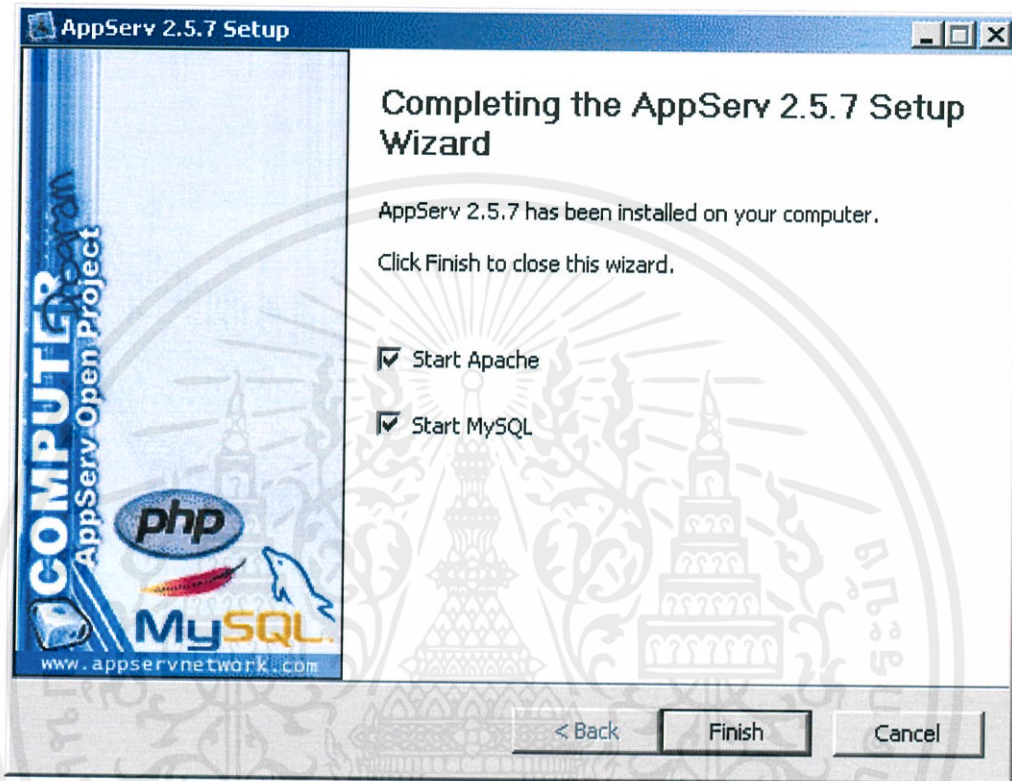 AppServ 2.5.7 Setup
Completing the AppServ 2.5.7 Setup
Wizard
AppServ 2.5.7 has been installed on your computer.
Click Finish to close this wizard.
Start Apache
Start MySQL
COMPUTER
AppServ Open Project
php
MySQL
www.appservnetwork.com
< Back
Finish
Cancel